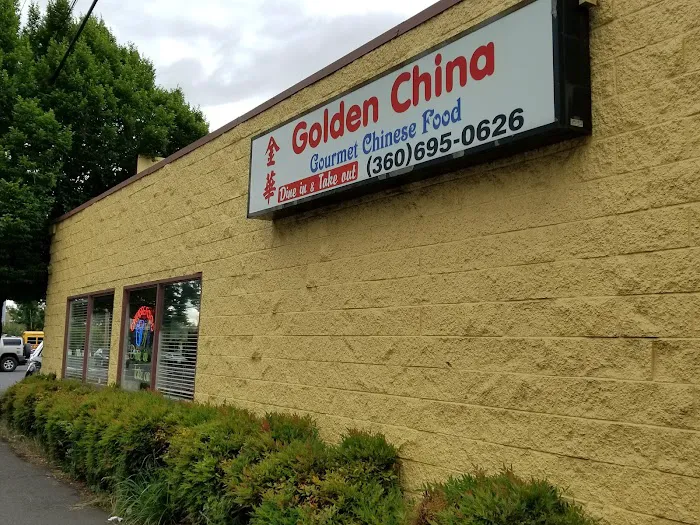 金華
Golden China
Gourmet Chinese Food
Dine in & Take out
(360)695-0626